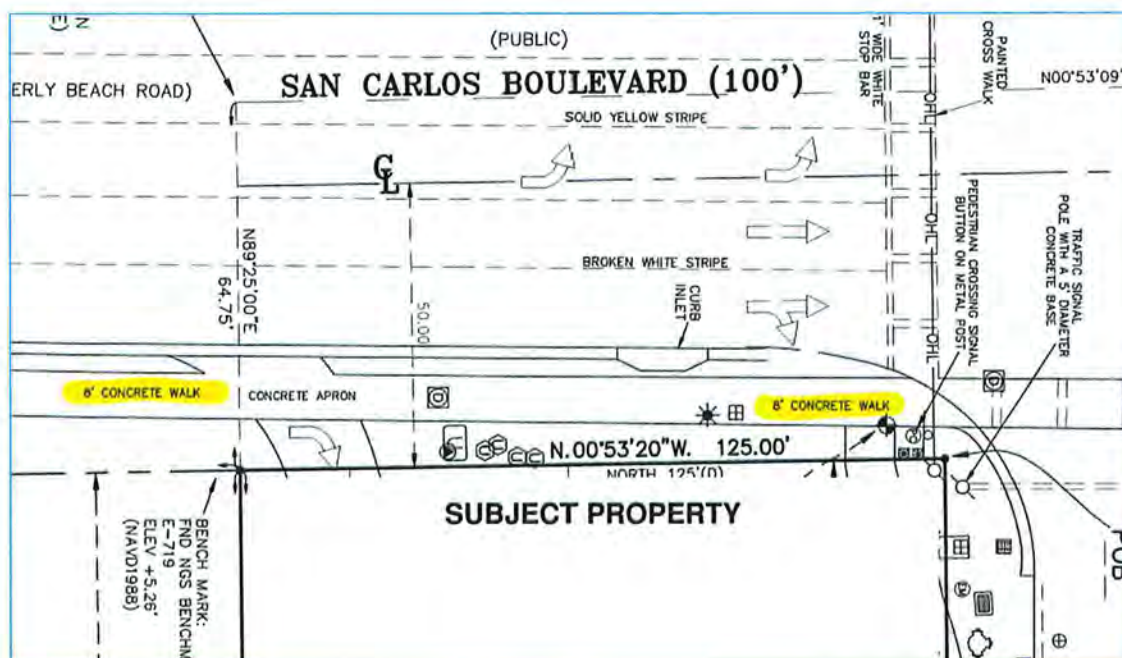 N
E)
(PUBLIC)
SAN CARLOS BOULEVARD (100')
ERLY BEACH ROAD)
SOLID YELLOW STRIPE
1' WIDE WHITE
STOP BAR
PAINTED
CROSS WALK
N00°53'09"
OHL
OHL
OHL
CL
PEDESTRIAN CROSSING SIGNAL
BUTTON ON METAL POST
TRAFFIC SIGNAL
POLE WITH A 5' DIAMETER
CONCRETE BASE
N89°25'00"E
64.75'
50.00
BROKEN WHITE STRIPE
CURB
INLET
8' CONCRETE WALK
CONCRETE APRON
D
8' CONCRETE WALK
D
N.00°53'20"W. 125.00'
NORTH 125'(D)
SUBJECT PROPERTY
BENCH MARK:
FND NGS BENCHM
E-719
ELEV +5.26'
(NAVD1988)
POB